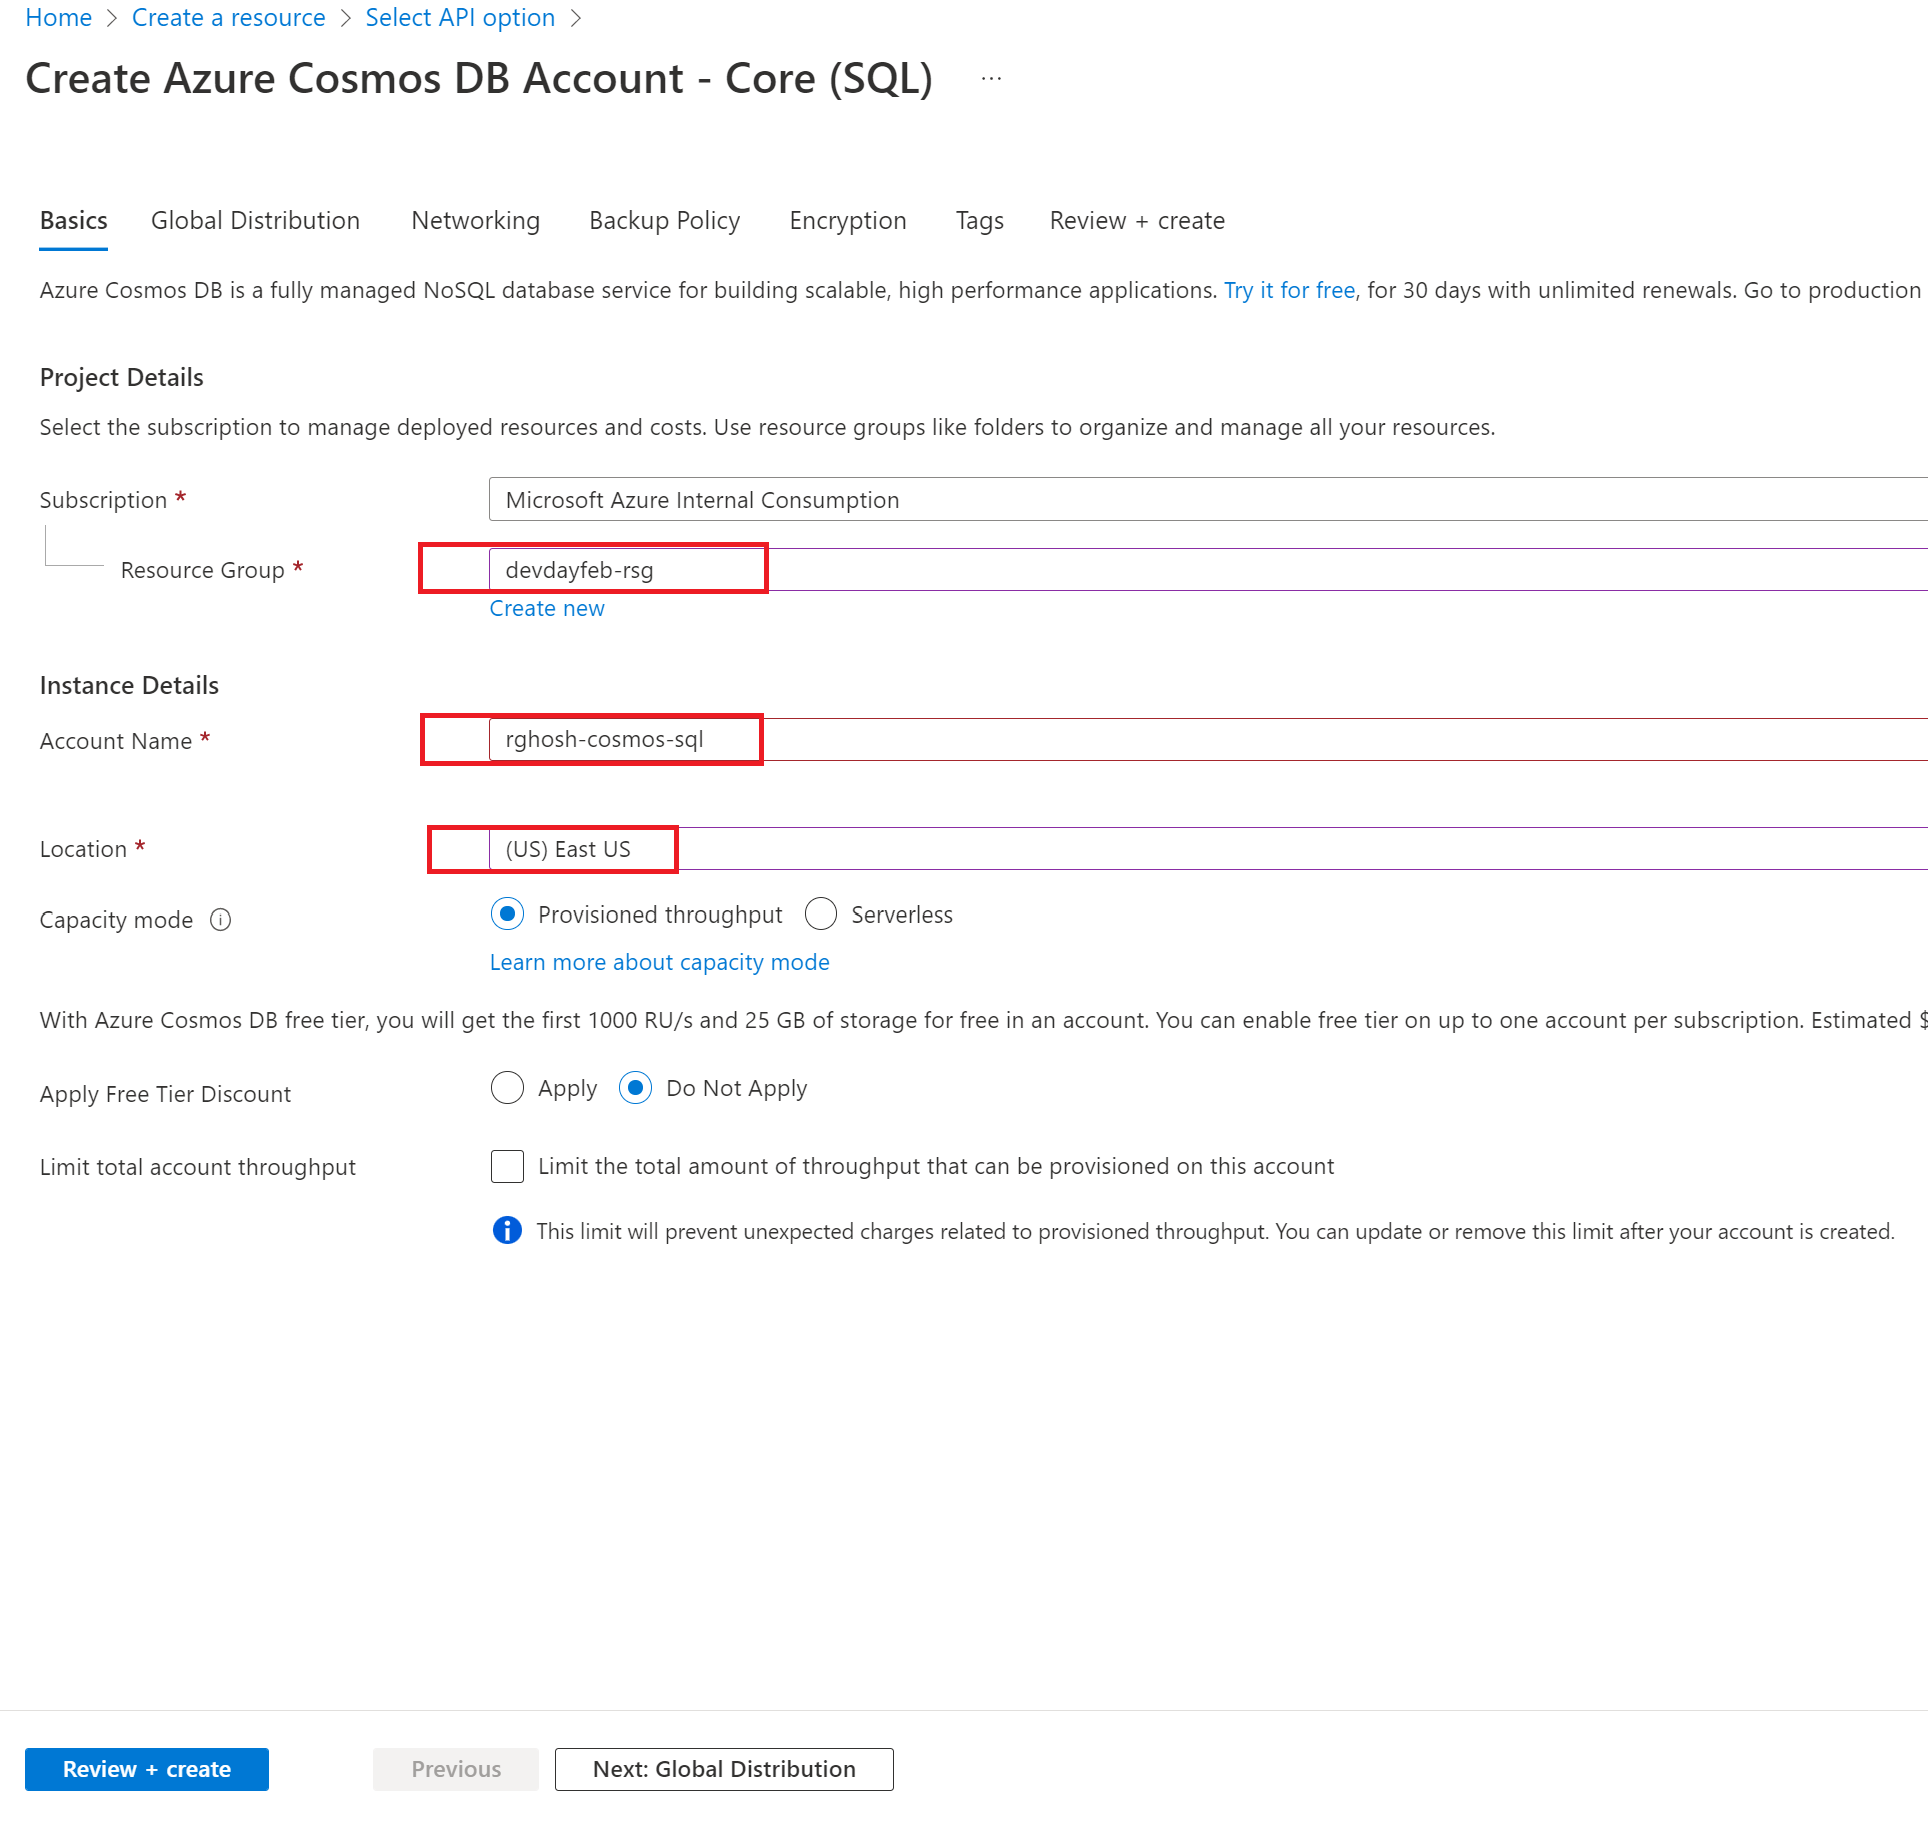 Home > Create a resource > Select API option >
Create Azure Cosmos DB Account - Core (SQL) ...
Basics Global Distribution Networking Backup Policy Encryption Tags Review + create
Azure Cosmos DB is a fully managed NoSQL database service for building scalable, high performance applications. Try it for free, for 30 days with unlimited renewals. Go to production
Project Details
Select the subscription to manage deployed resources and costs. Use resource groups like folders to organize and manage all your resources.
Subscription * Microsoft Azure Internal Consumption
Resource Group * devdayfeb-rsg
Create new
Instance Details
Account Name * rghosh-cosmos-sql
Location * (US) East US
Capacity mode Provisioned throughput Serverless
Learn more about capacity mode
With Azure Cosmos DB free tier, you will get the first 1000 RU/s and 25 GB of storage for free in an account. You can enable free tier on up to one account per subscription. Estimated $
Apply Free Tier Discount Apply Do Not Apply
Limit total account throughput Limit the total amount of throughput that can be provisioned on this account
This limit will prevent unexpected charges related to provisioned throughput. You can update or remove this limit after your account is created.
Review + create Previous Next: Global Distribution